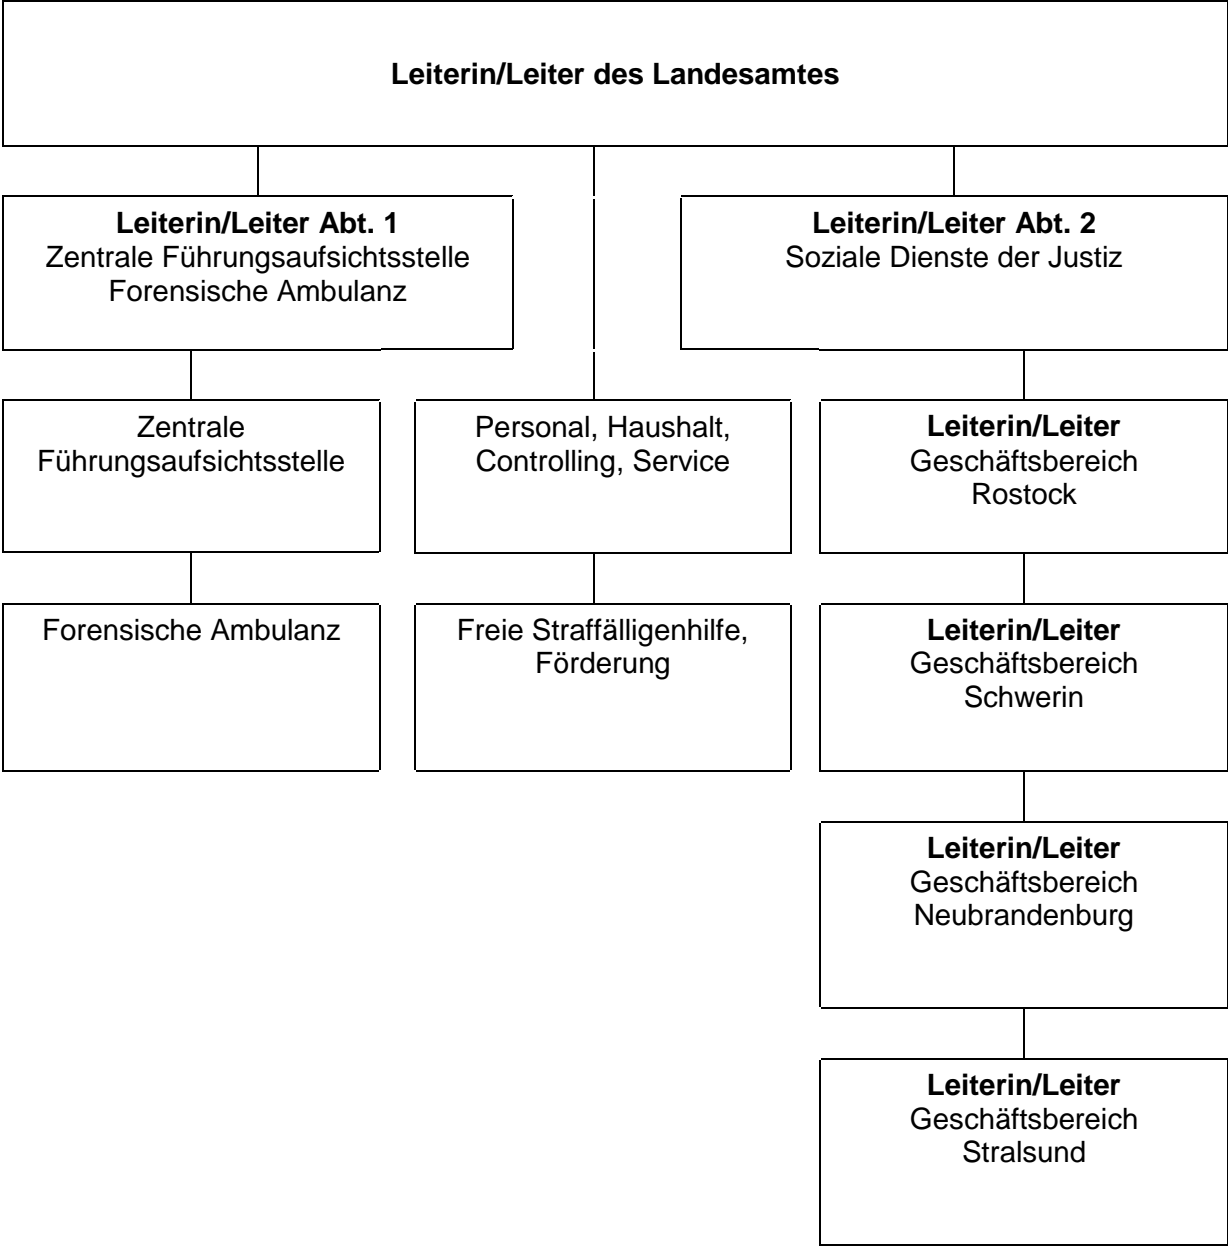 Leiterin/Leiter des Landesamtes
Leiterin/Leiter Abt. 1
Zentrale Führungsaufsichtsstelle
Forensische Ambulanz
Leiterin/Leiter Abt. 2
Soziale Dienste der Justiz
Zentrale
Führungsaufsichtsstelle
Personal, Haushalt,
Controlling, Service
Leiterin/Leiter
Geschäftsbereich
Rostock
Forensische Ambulanz
Freie Straffälligenhilfe,
Förderung
Leiterin/Leiter
Geschäftsbereich
Schwerin
Leiterin/Leiter
Geschäftsbereich
Neubrandenburg
Leiterin/Leiter
Geschäftsbereich
Stralsund